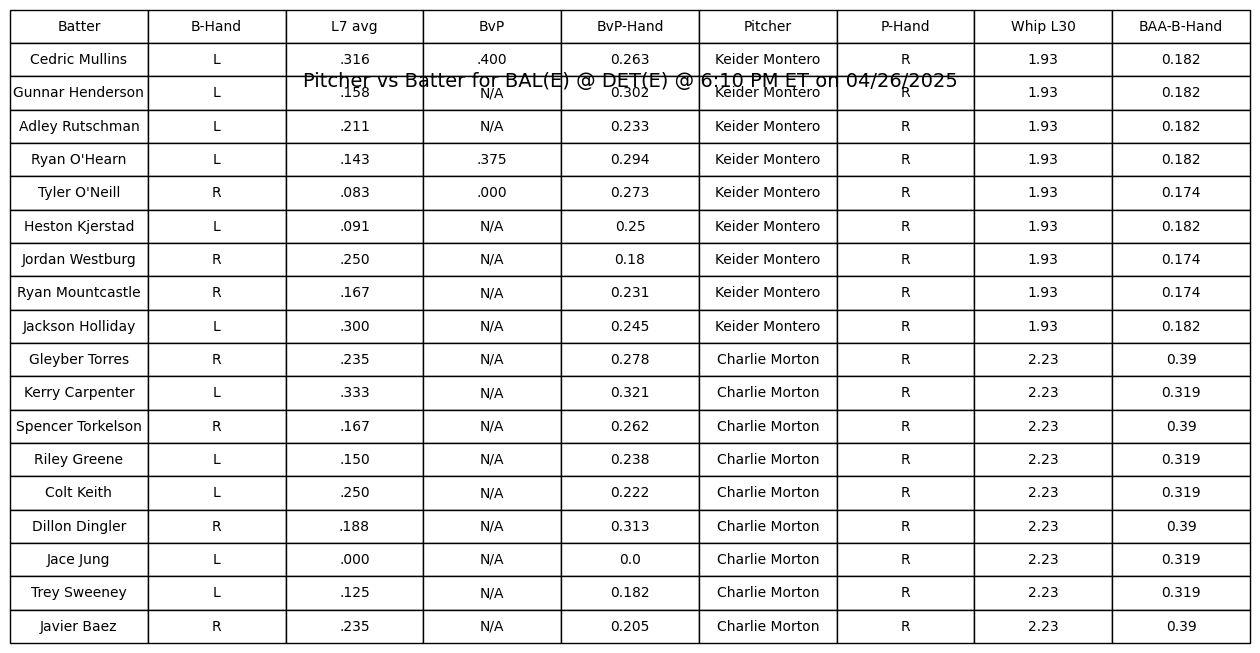 Batter B-Hand L7 avg BvP BvP-Hand Pitcher P-Hand Whip L30 BAA-B-Hand
Cedric Mullins L .316 .400 0.263 Keider Montero R 1.93 0.182
Pitcher vs Batter for BAL(E) @ DET(E) @ 6:10 PM ET on 04/26/2025
Gunnar Henderson L .158 N/A 0.302 Keider Montero R 1.93 0.182
Adley Rutschman L .211 N/A 0.233 Keider Montero R 1.93 0.182
Ryan O'Hearn L .143 .375 0.294 Keider Montero R 1.93 0.182
Tyler O'Neill R .083 .000 0.273 Keider Montero R 1.93 0.174
Heston Kjerstad L .091 N/A 0.25 Keider Montero R 1.93 0.182
Jordan Westburg R .250 N/A 0.18 Keider Montero R 1.93 0.174
Ryan Mountcastle R .167 N/A 0.231 Keider Montero R 1.93 0.174
Jackson Holliday L .300 N/A 0.245 Keider Montero R 1.93 0.182
Gleyber Torres R .235 N/A 0.278 Charlie Morton R 2.23 0.39
Kerry Carpenter L .333 N/A 0.321 Charlie Morton R 2.23 0.319
Spencer Torkelson R .167 N/A 0.262 Charlie Morton R 2.23 0.39
Riley Greene L .150 N/A 0.238 Charlie Morton R 2.23 0.319
Colt Keith L .250 N/A 0.222 Charlie Morton R 2.23 0.319
Dillon Dingler R .188 N/A 0.313 Charlie Morton R 2.23 0.39
Jace Jung L .000 N/A 0.0 Charlie Morton R 2.23 0.319
Trey Sweeney L .125 N/A 0.182 Charlie Morton R 2.23 0.319
Javier Baez R .235 N/A 0.205 Charlie Morton R 2.23 0.39